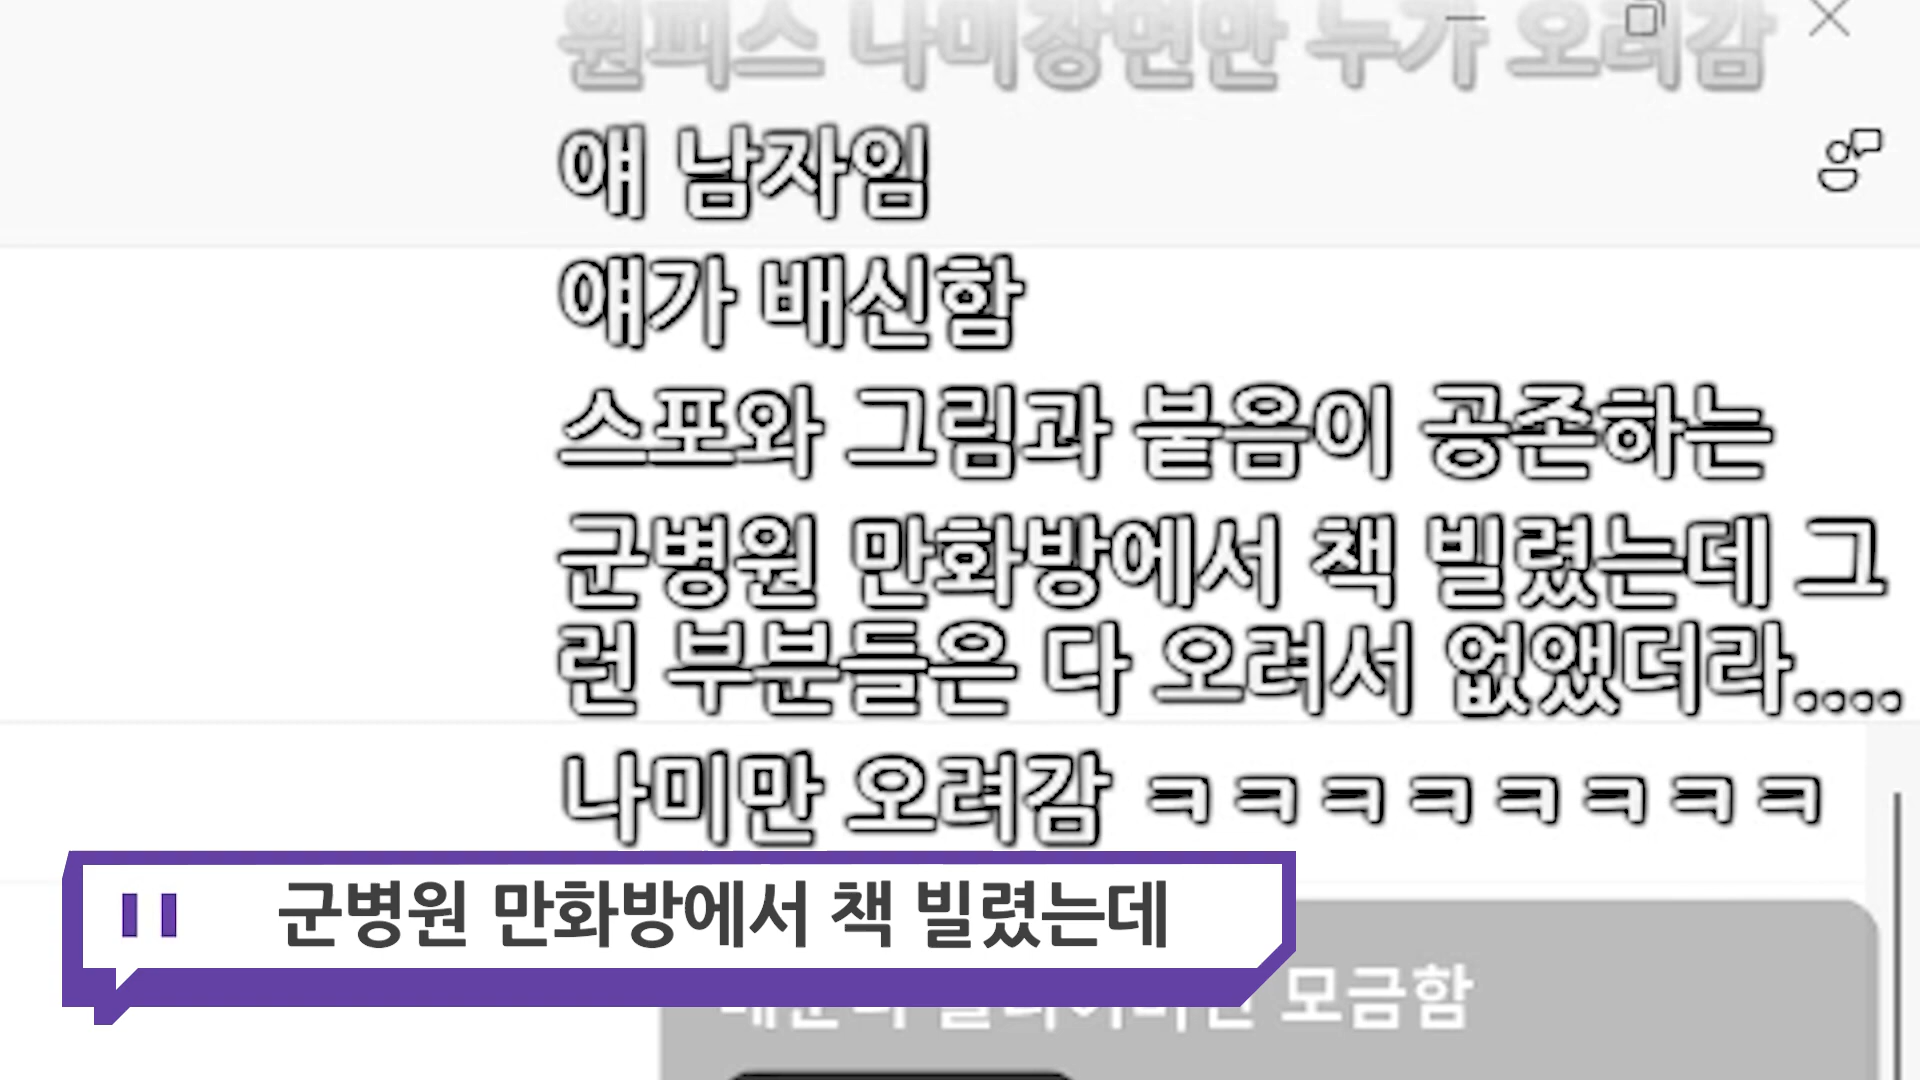 원피스 나미장면만 누가 오려감
얘 남자임
얘가 배신함
스포와 그림과 붙음이 공존하는
군병원 만화방에서 책 빌렸는데 그
런 부분들은 다 오려서 없앴더라....
나미만 오려감 ㅋㅋㅋㅋㅋㅋㅋㅋ
군병원 만화방에서 책 빌렸는데
모금함